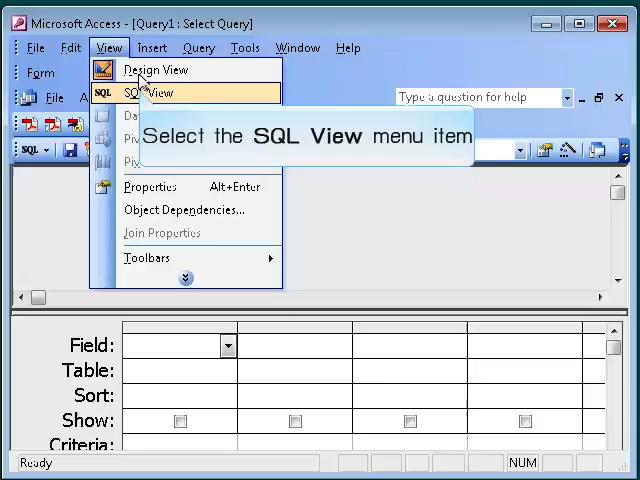 Microsoft Access - [Query1 : Select Query]
File Edit View Insert Query Tools Window Help
Form
Design View
SQL
File
Type a question for help
Select the SQL View menu item
SQL
Properties Alt+Enter
Object Dependencies...
Join Properties
Toolbars
Field:
Table:
Sort:
Show:
Criteria:
Ready
NUM